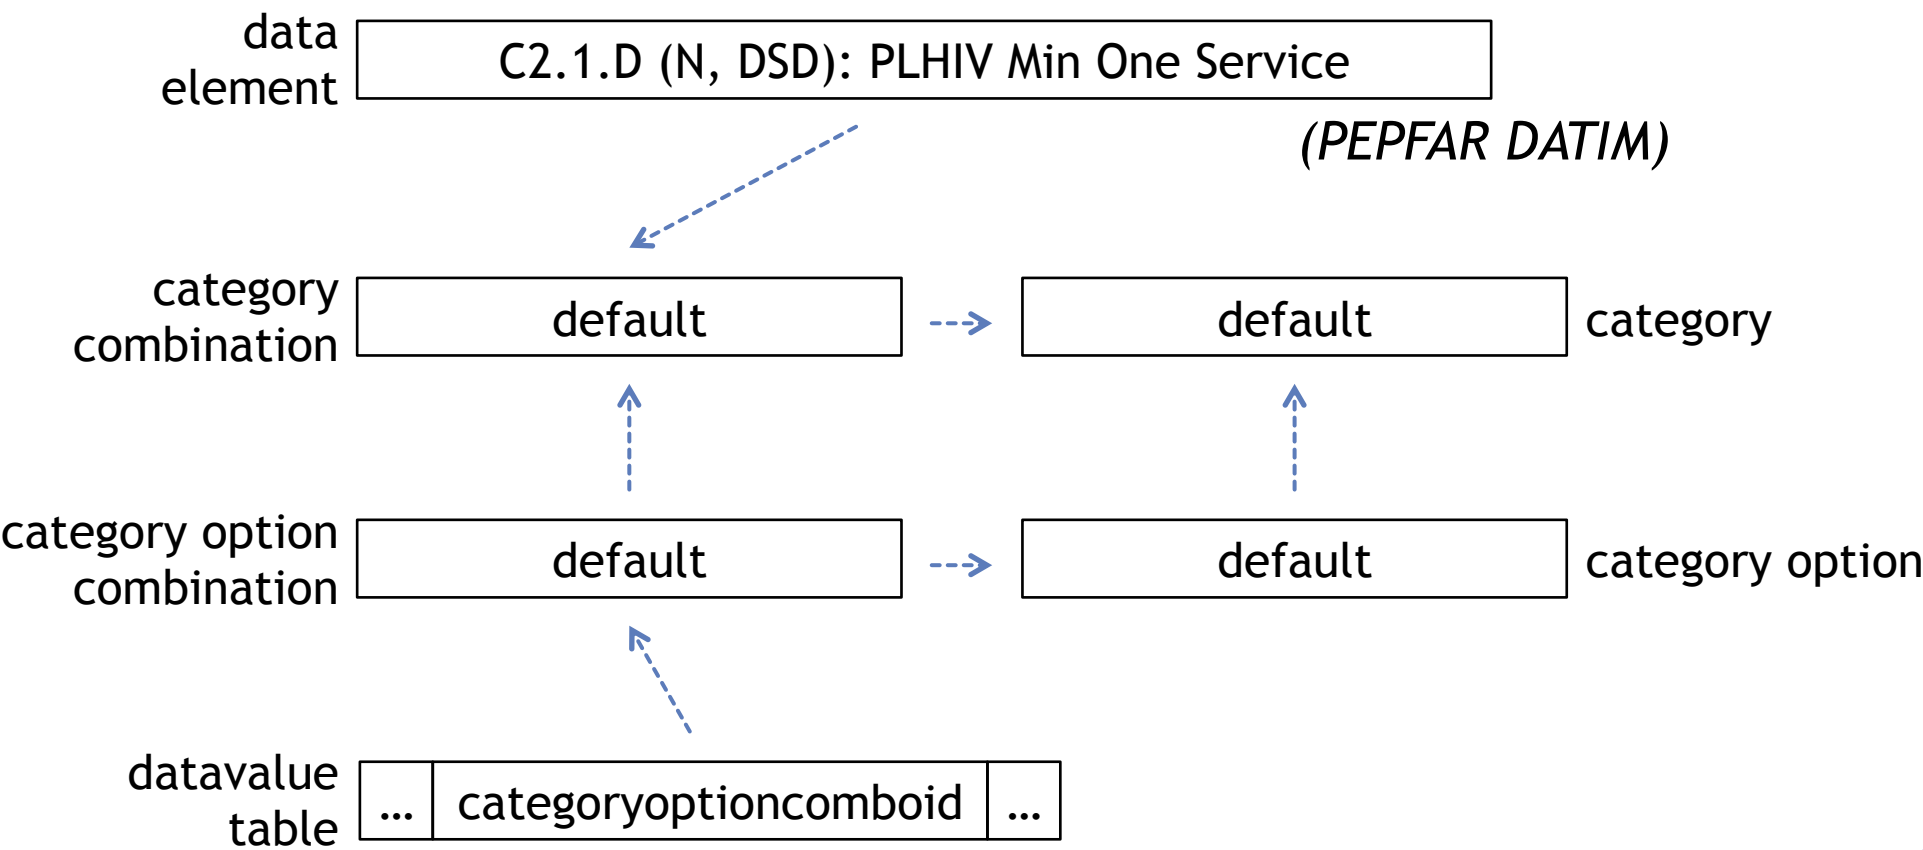 data
element
C2.1.D (N, DSD): PLHIV Min One Service
(PEPFAR DATIM)
category
combination
default
default
category
category option
combination
default
default
category option
datavalue
table
...
categoryoptioncomboid
...